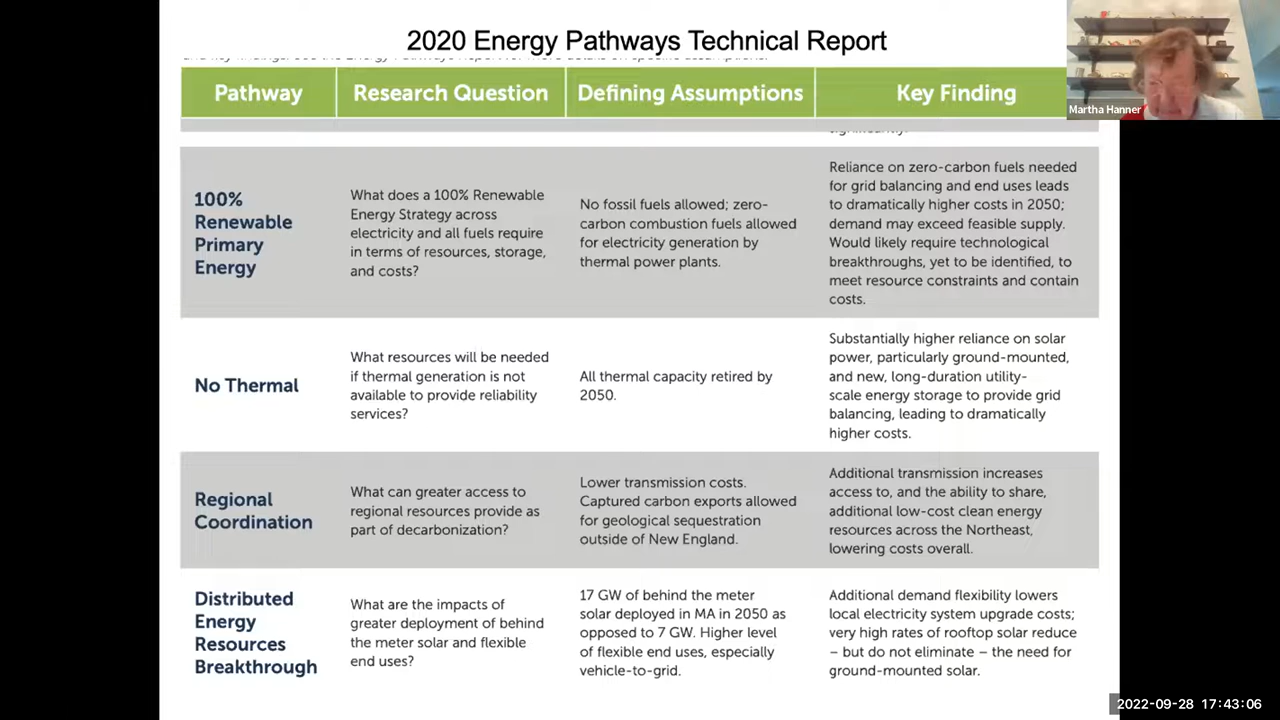 2020 Energy Pathways Technical Report
Martha Hanner
Pathway
Research Question
Defining Assumptions
Key Finding
significantly.
100%
Renewable
Primary
Energy
What does a 100% Renewable
Energy Strategy across
electricity and all fuels require
in terms of resources, storage,
and costs?
No fossil fuels allowed; zero-
carbon combustion fuels allowed
for electricity generation by
thermal power plants.
Reliance on zero-carbon fuels needed
for grid balancing and end uses leads
to dramatically higher costs in 2050;
demand may exceed feasible supply.
Would likely require technological
breakthroughs, yet to be identified, to
meet resource constraints and contain
costs.
No Thermal
What resources will be needed
if thermal generation is not
available to provide reliability
services?
All thermal capacity retired by
2050.
Substantially higher reliance on solar
power, particularly ground-mounted,
and new, long-duration utility-
scale energy storage to provide grid
balancing, leading to dramatically
higher costs.
Regional
Coordination
What can greater access to
regional resources provide as
part of decarbonization?
Lower transmission costs.
Captured carbon exports allowed
for geological sequestration
outside of New England.
Additional transmission increases
access to, and the ability to share,
additional low-cost clean energy
resources across the Northeast,
lowering costs overall.
Distributed
Energy
Resources
Breakthrough
What are the impacts of
greater deployment of behind
the meter solar and flexible
end uses?
17 GW of behind the meter
solar deployed in MA in 2050 as
opposed to 7 GW. Higher level
of flexible end uses, especially
vehicle-to-grid.
Additional demand flexibility lowers
local electricity system upgrade costs;
very high rates of rooftop solar reduce
– but do not eliminate – the need for
ground-mounted solar.
2022-09-28 17:43:06